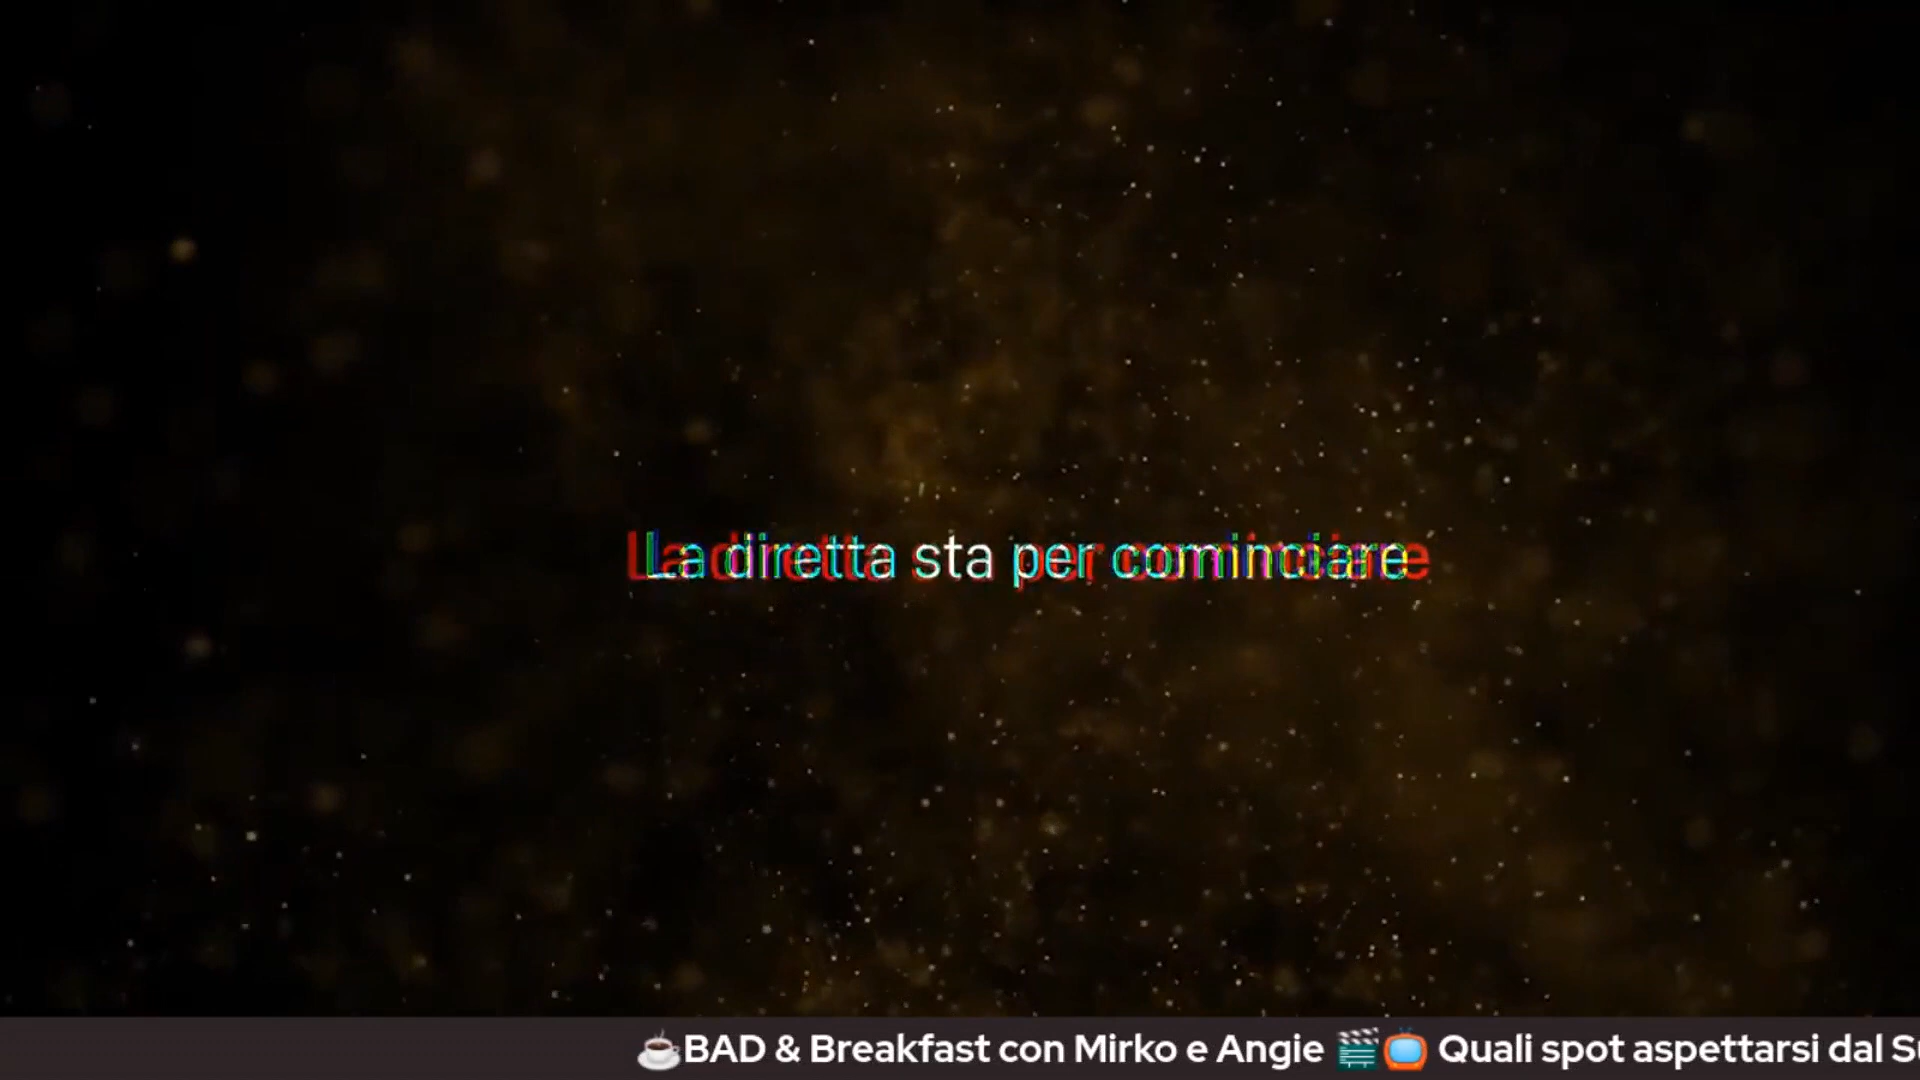 La diretta sta per cominciare
☕BAD & Breakfast con Mirko e Angie 🎬📺 Quali spot aspettarsi dal